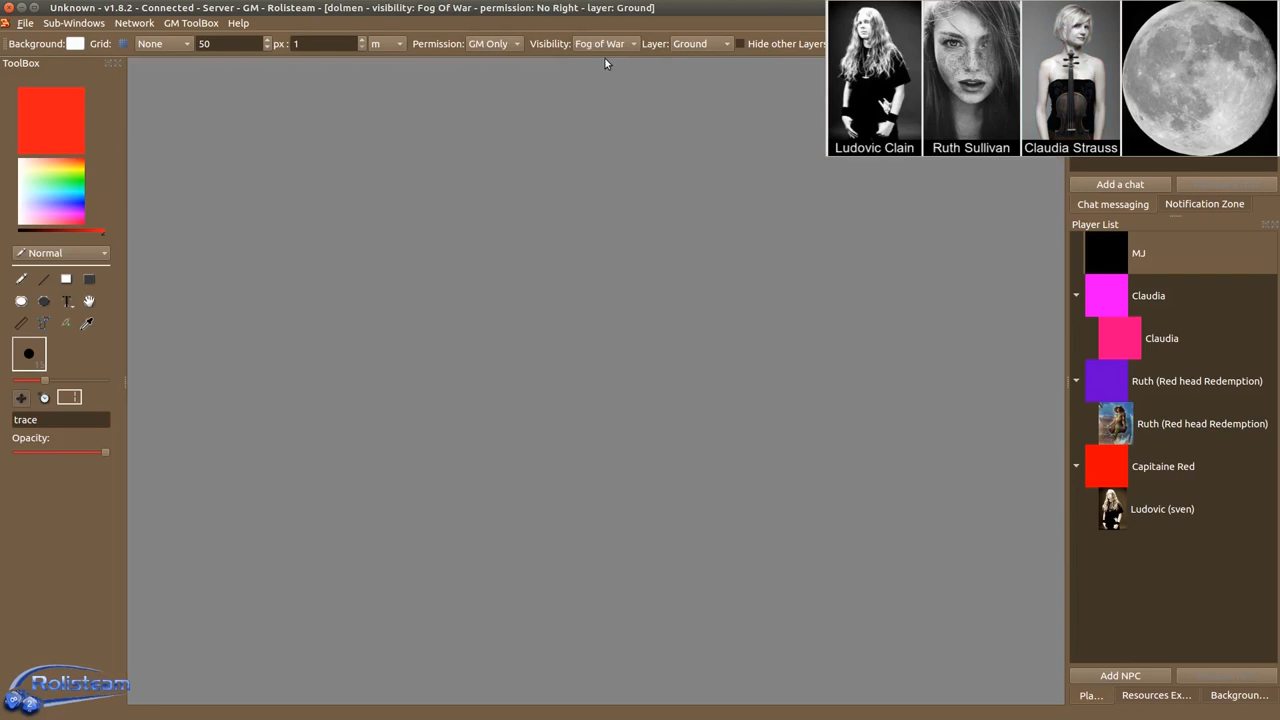 Unknown - v1.8.2 - Connected - Server - GM - Rolisteam - [dolmen - visibility: Fog Of War - permission: No Right - layer: Ground]
File Sub-Windows Network GM ToolBox Help
Background: Grid: None 50 px : 1 m Permission: GM Only Visibility: Fog of War Layer: Ground Hide other Layers
ToolBox
Ludovic Clain
Ruth Sullivan
Claudia Strauss
Add a chat
Chat messaging Notification Zone
Player List
MJ
Claudia
Claudia
Ruth (Red head Redemption)
Ruth (Red head Redemption)
Capitaine Red
Ludovic (sven)
Normal
trace
Opacity:
Rolisteam
Add NPC
Pla... Resources Ex... Backgroun...